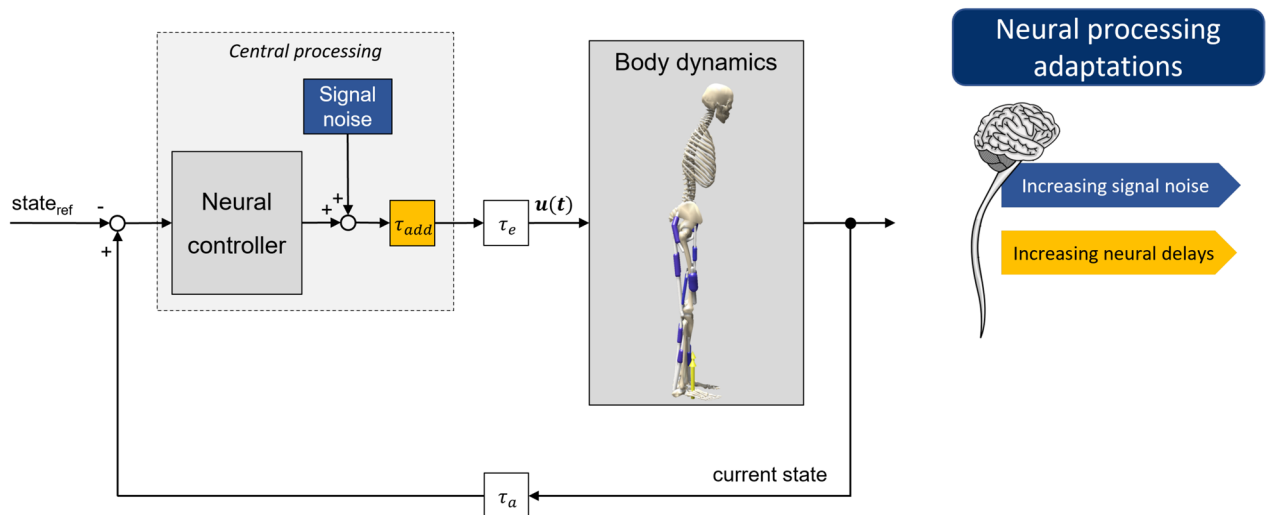 Central processing
Signal
noise
Neural
controller
state_ref
-
+
+
+
τ_add
τ_e
u(t)
Body dynamics
current state
τ_a
Neural processing
adaptations
Increasing signal noise
Increasing neural delays